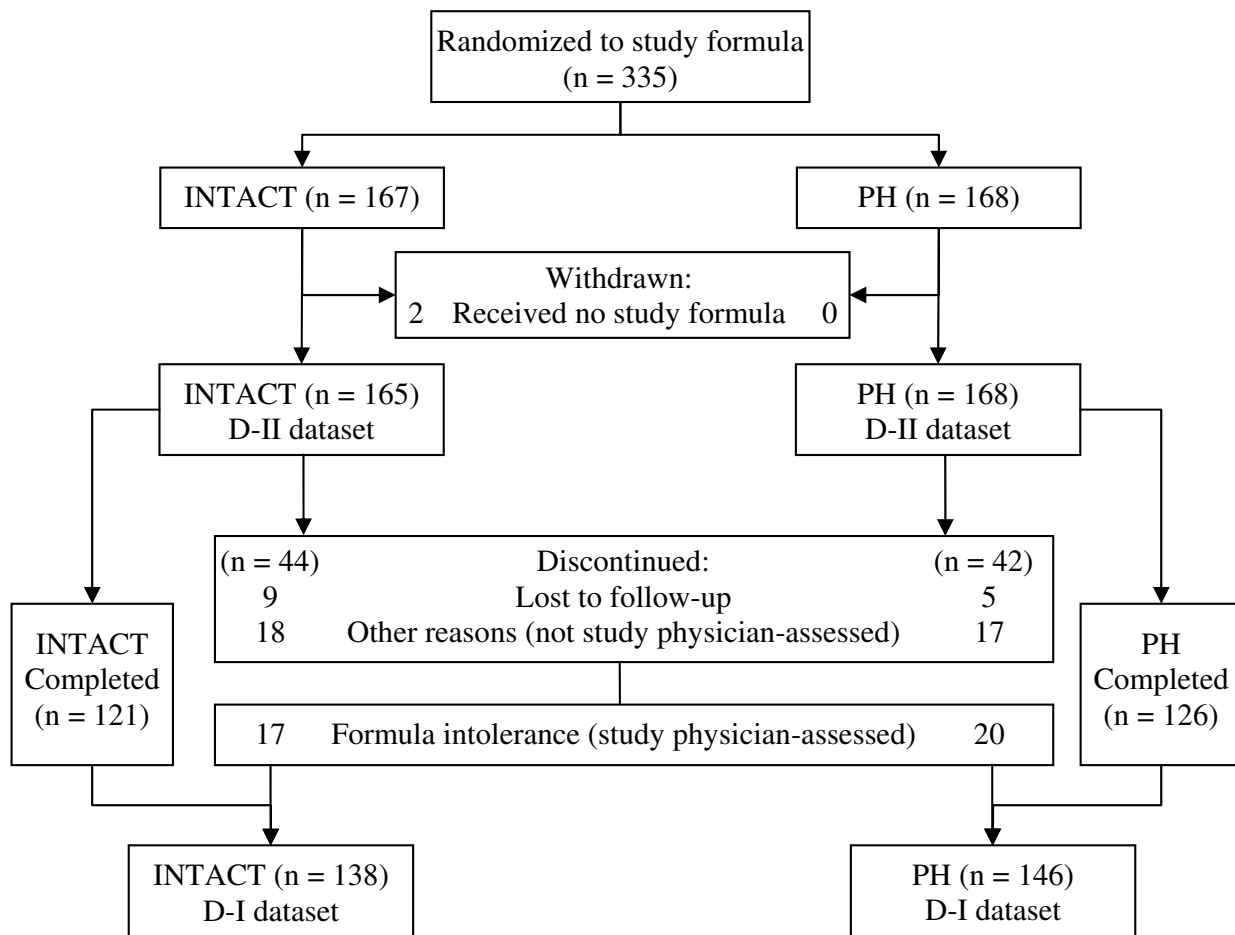 Randomized to study formula
(n = 335)
INTACT (n = 167)
PH (n = 168)
Withdrawn:
2 Received no study formula 0
INTACT (n = 165)
D-II dataset
PH (n = 168)
D-II dataset
(n = 44) Discontinued: (n = 42)
9 Lost to follow-up 5
18 Other reasons (not study physician-assessed) 17
INTACT
Completed
(n = 121)
PH
Completed
(n = 126)
17 Formula intolerance (study physician-assessed) 20
INTACT (n = 138)
D-I dataset
PH (n = 146)
D-I dataset